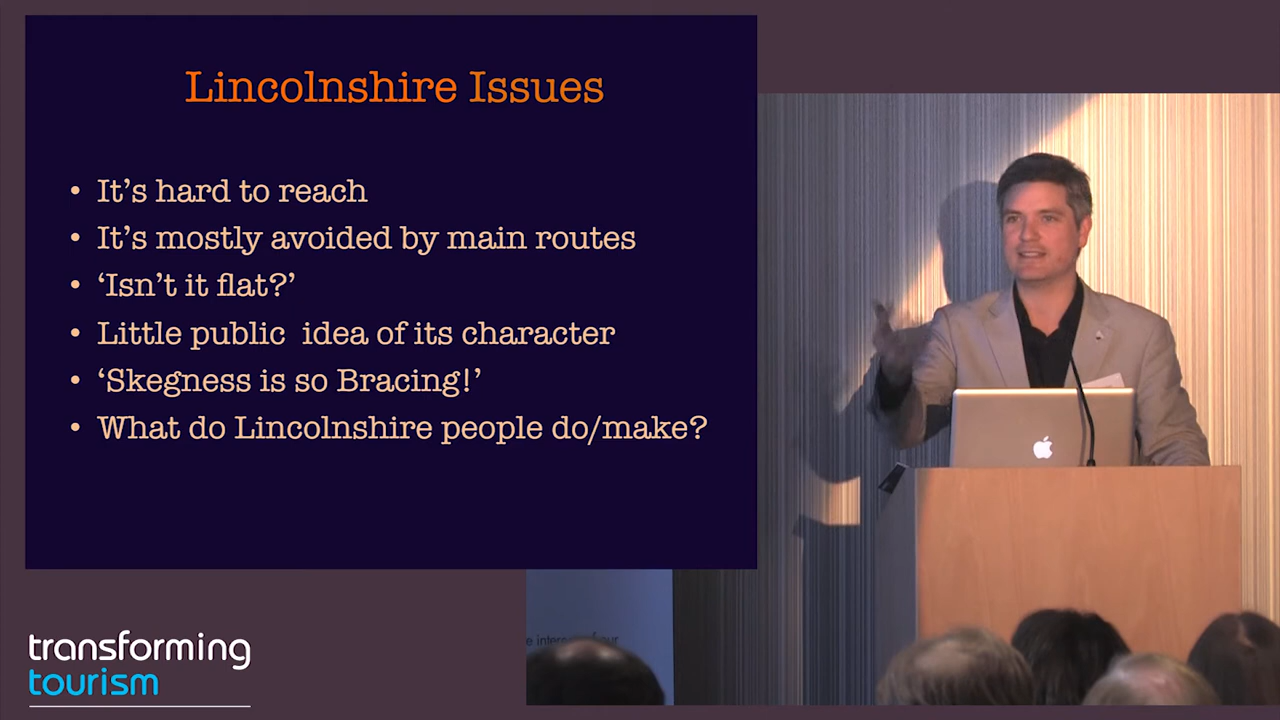 Lincolnshire Issues
• It's hard to reach
• It's mostly avoided by main routes
• ‘Isn't it flat?’
• Little public  idea of its character
• ‘Skegness is so Bracing!’
• What do Lincolnshire people do/make?
transforming
tourism